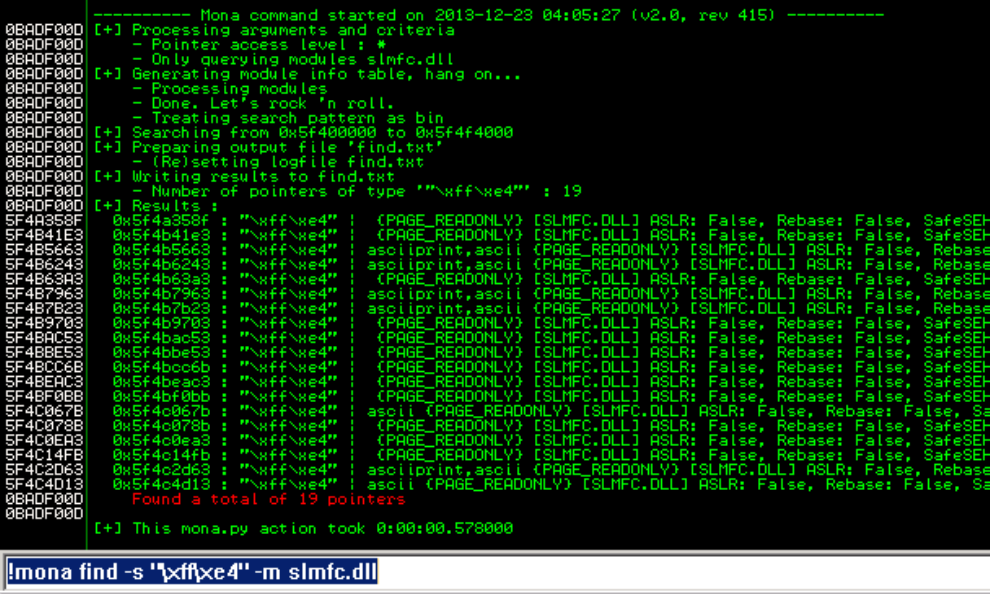 ---------- Mona command started on 2013-12-23 04:05:27 (v2.0, rev 415) ----------
0BADF00D [+] Processing arguments and criteria
0BADF00D     - Pointer access level : *
0BADF00D     - Only querying modules slmfc.dll
0BADF00D [+] Generating module info table, hang on...
0BADF00D     - Processing modules
0BADF00D     - Done. Let's rock 'n roll.
0BADF00D     - Treating search pattern as bin
0BADF00D [+] Searching from 0x5f400000 to 0x5f4f4000
0BADF00D [+] Preparing output file 'find.txt'
0BADF00D     - (Re)setting logfile find.txt
0BADF00D [+] Writing results to find.txt
0BADF00D     - Number of pointers of type '"\xff\xe4"' : 19
0BADF00D [+] Results :
5F4A358F   0x5f4a358f : "\xff\xe4" |  {PAGE_READONLY} [SLMFC.DLL] ASLR: False, Rebase: False, SafeSEH
5F4B41E3   0x5f4b41e3 : "\xff\xe4" |  {PAGE_READONLY} [SLMFC.DLL] ASLR: False, Rebase: False, SafeSEH
5F4B5663   0x5f4b5663 : "\xff\xe4" | asciiprint,ascii {PAGE_READONLY} [SLMFC.DLL] ASLR: False, Rebase
5F4B6243   0x5f4b6243 : "\xff\xe4" | asciiprint,ascii {PAGE_READONLY} [SLMFC.DLL] ASLR: False, Rebase
5F4B63A3   0x5f4b63a3 : "\xff\xe4" |  {PAGE_READONLY} [SLMFC.DLL] ASLR: False, Rebase: False, SafeSEH
5F4B7963   0x5f4b7963 : "\xff\xe4" | asciiprint,ascii {PAGE_READONLY} [SLMFC.DLL] ASLR: False, Rebase
5F4B7B23   0x5f4b7b23 : "\xff\xe4" | asciiprint,ascii {PAGE_READONLY} [SLMFC.DLL] ASLR: False, Rebase
5F4B9703   0x5f4b9703 : "\xff\xe4" |  {PAGE_READONLY} [SLMFC.DLL] ASLR: False, Rebase: False, SafeSEH
5F4BAC53   0x5f4bac53 : "\xff\xe4" |  {PAGE_READONLY} [SLMFC.DLL] ASLR: False, Rebase: False, SafeSEH
5F4BBE53   0x5f4bbe53 : "\xff\xe4" |  {PAGE_READONLY} [SLMFC.DLL] ASLR: False, Rebase: False, SafeSEH
5F4BCC6B   0x5f4bcc6b : "\xff\xe4" |  {PAGE_READONLY} [SLMFC.DLL] ASLR: False, Rebase: False, SafeSEH
5F4BEAC3   0x5f4beac3 : "\xff\xe4" |  {PAGE_READONLY} [SLMFC.DLL] ASLR: False, Rebase: False, SafeSEH
5F4BF0BB   0x5f4bf0bb : "\xff\xe4" |  {PAGE_READONLY} [SLMFC.DLL] ASLR: False, Rebase: False, SafeSEH
5F4C067B   0x5f4c067b : "\xff\xe4" | ascii {PAGE_READONLY} [SLMFC.DLL] ASLR: False, Rebase: False, Sa
5F4C078B   0x5f4c078b : "\xff\xe4" |  {PAGE_READONLY} [SLMFC.DLL] ASLR: False, Rebase: False, SafeSEH
5F4C0EA3   0x5f4c0ea3 : "\xff\xe4" |  {PAGE_READONLY} [SLMFC.DLL] ASLR: False, Rebase: False, SafeSEH
5F4C14FB   0x5f4c14fb : "\xff\xe4" |  {PAGE_READONLY} [SLMFC.DLL] ASLR: False, Rebase: False, SafeSEH
5F4C2D63   0x5f4c2d63 : "\xff\xe4" | asciiprint,ascii {PAGE_READONLY} [SLMFC.DLL] ASLR: False, Rebase
5F4C4D13   0x5f4c4d13 : "\xff\xe4" | ascii {PAGE_READONLY} [SLMFC.DLL] ASLR: False, Rebase: False, Sa
0BADF00D     Found a total of 19 pointers
0BADF00D
[+] This mona.py action took 0:00:00.578000
!mona find -s "\xff\xe4" -m slmfc.dll